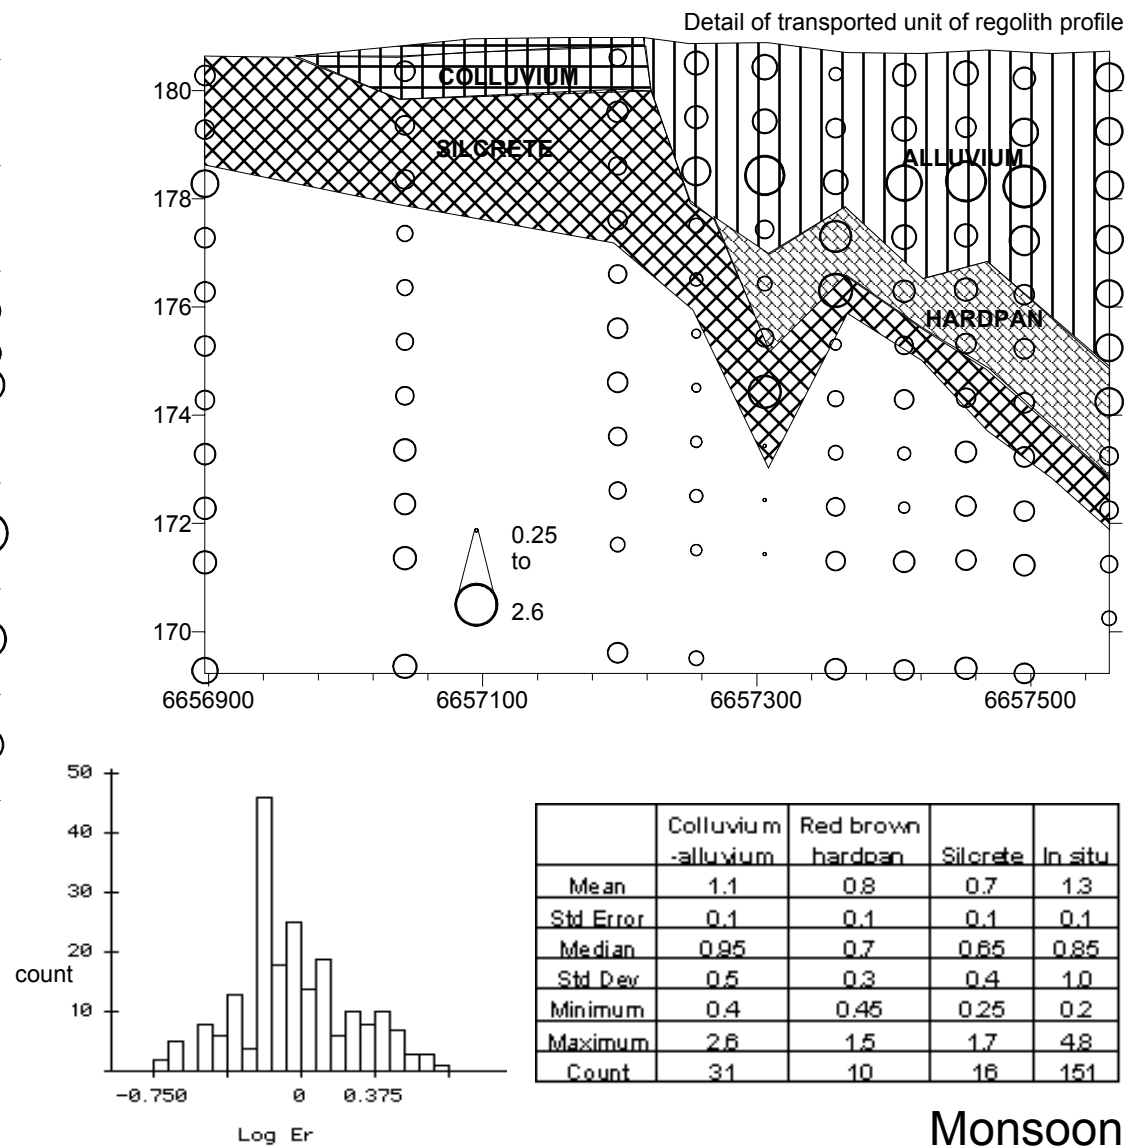 Detail of transported unit of regolith profile
180
178
176
174
172
170
COLLUVIUM
SILCRETE
ALLUVIUM
HARDPAN
0.25
to
2.6
6656900 6657100 6657300 6657500
50
40
30
20
10
count
-0.750 0 0.375
Log Er
Colluvium Red brown
-alluvium hardpan Silcrete In situ
Mean 1.1 0.8 0.7 1.3
Std Error 0.1 0.1 0.1 0.1
Median 0.95 0.7 0.65 0.85
Std Dev 0.5 0.3 0.4 1.0
Minimum 0.4 0.45 0.25 0.2
Maximum 2.6 1.5 1.7 4.8
Count 31 10 16 151
Monsoon